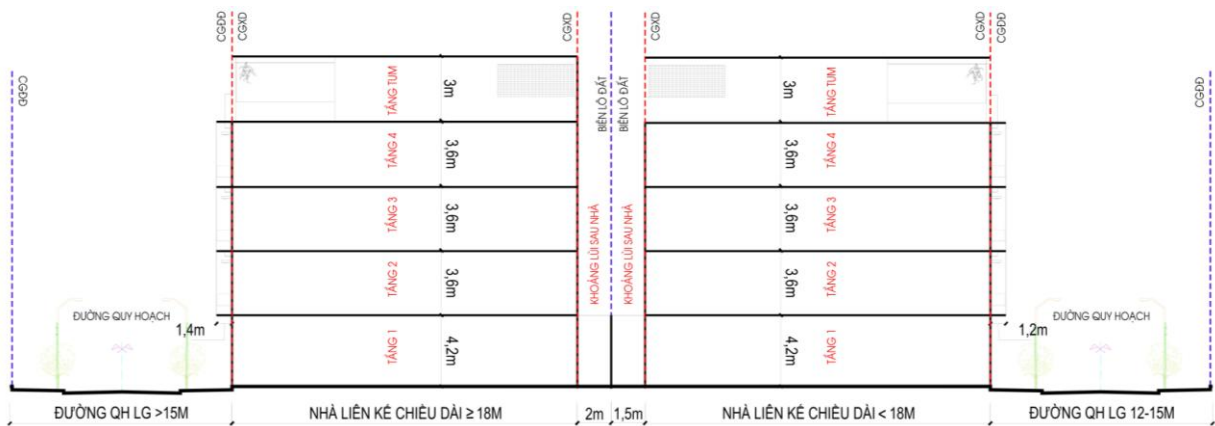 CGĐĐ
CGĐĐ
CGXD
CGXD
CGXD
CGXD
CGĐĐ
CGĐĐ
TẦNG TUM
3m
BIÊN LÔ ĐẤT
BIÊN LÔ ĐẤT
3m
TẦNG TUM
TẦNG 4
3,6m
3,6m
TẦNG 4
TẦNG 3
3,6m
KHOẢNG LÙI SAU NHÀ
KHOẢNG LÙI SAU NHÀ
3,6m
TẦNG 3
TẦNG 2
3,6m
3,6m
TẦNG 2
ĐƯỜNG QUY HOẠCH
1,4m
TẦNG 1
4,2m
4,2m
TẦNG 1
1,2m
ĐƯỜNG QUY HOẠCH
ĐƯỜNG QH LG >15M
NHÀ LIÊN KẾ CHIỀU DÀI ≥ 18M
2m
1,5m
NHÀ LIÊN KẾ CHIỀU DÀI < 18M
ĐƯỜNG QH LG 12-15M